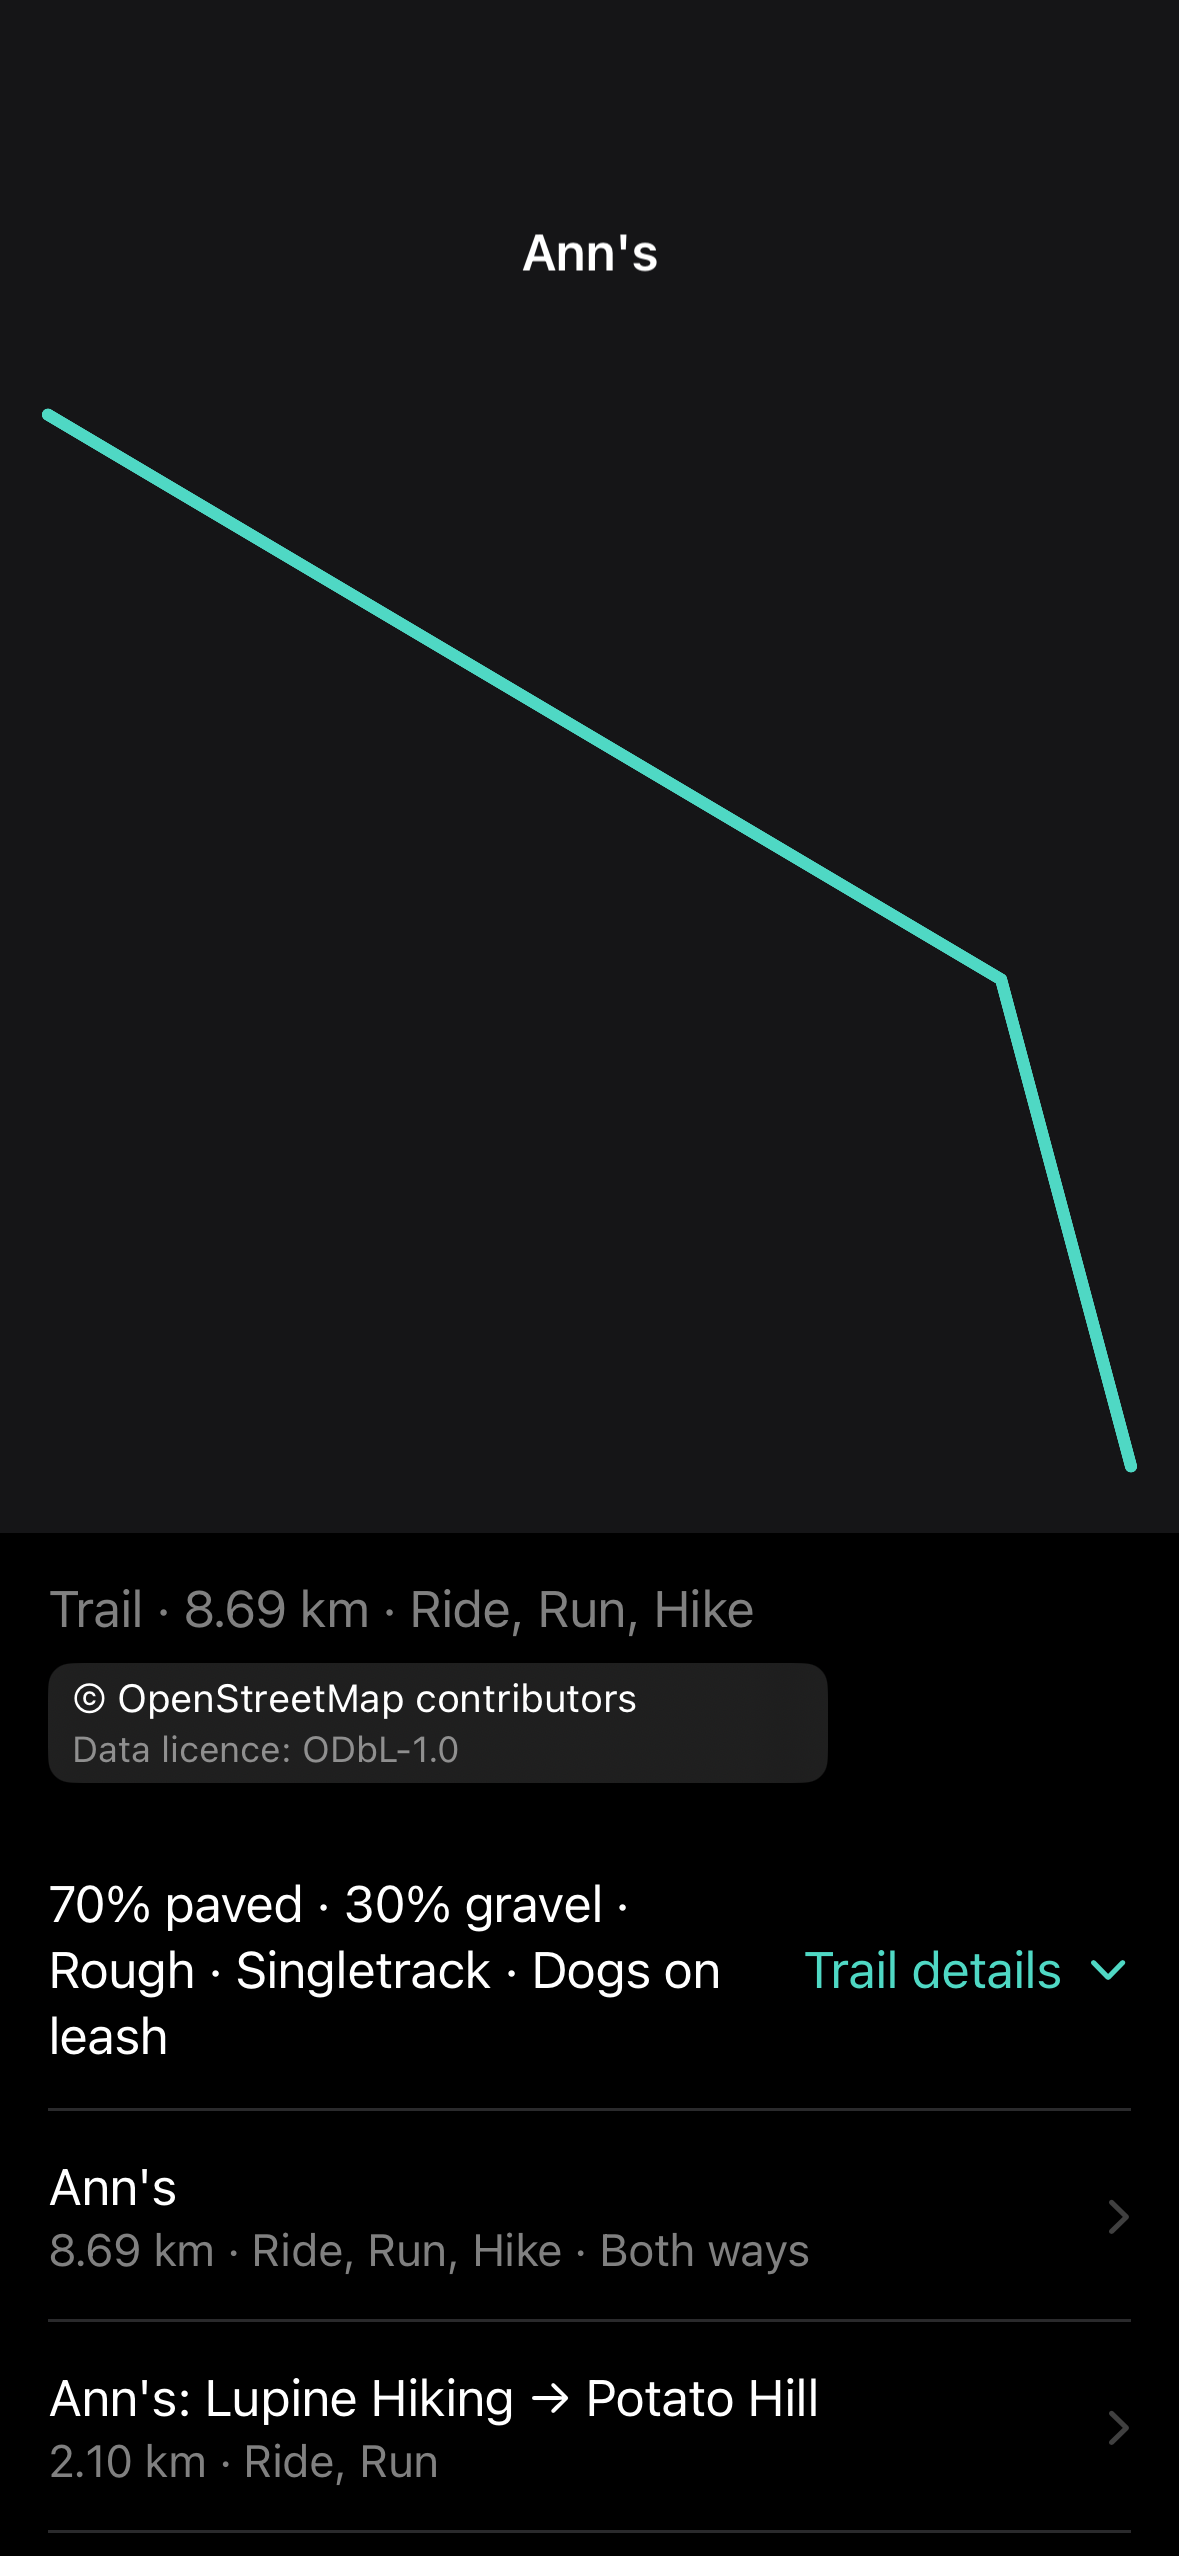 Ann's
Trail · 8.69 km · Ride, Run, Hike
© OpenStreetMap contributors
Data licence: ODbL-1.0
70% paved · 30% gravel ·
Rough · Singletrack · Dogs on
leash
Trail details
Ann's
8.69 km · Ride, Run, Hike · Both ways
Ann's: Lupine Hiking → Potato Hill
2.10 km · Ride, Run